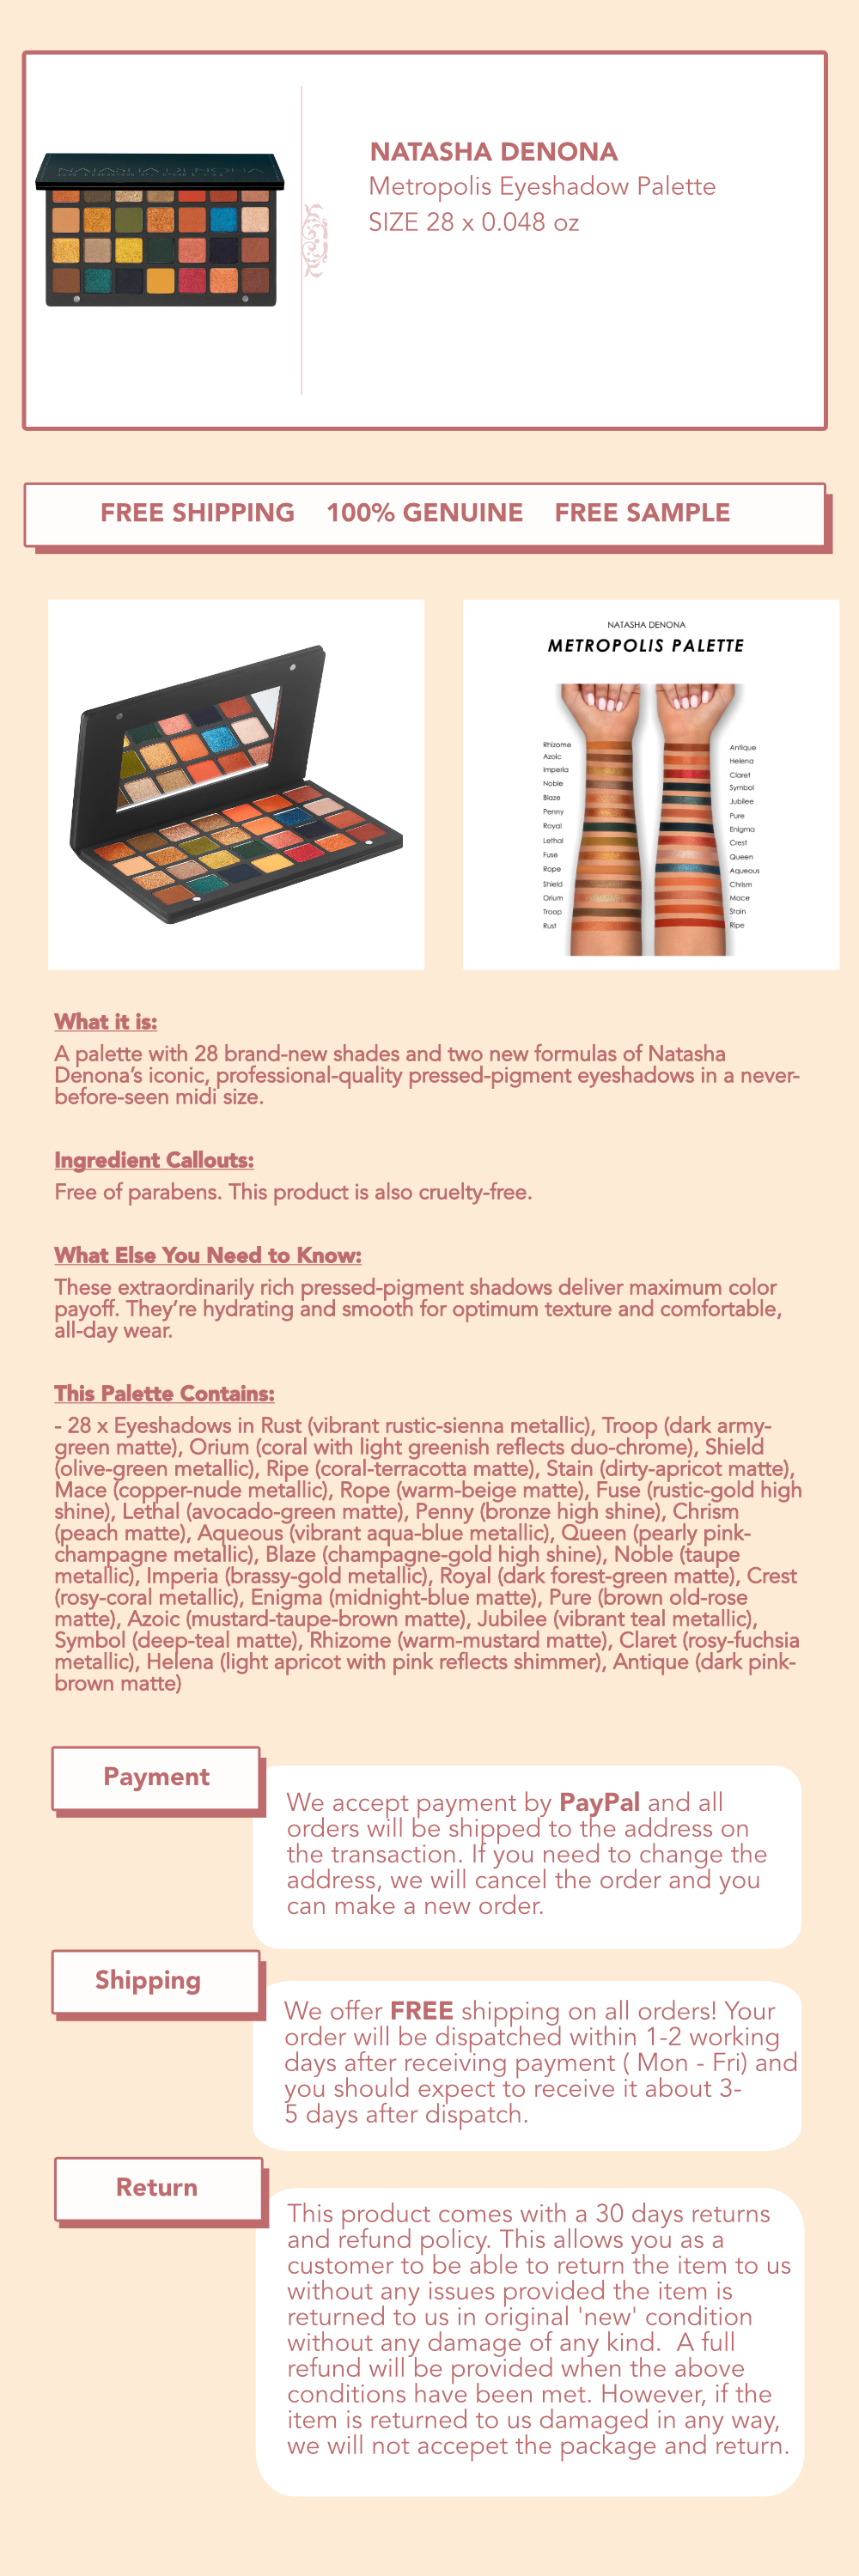 NATASHA DENONA
NATASHA DENONA
Metropolis Eyeshadow Palette
SIZE 28 x 0.048 oz
FREE SHIPPING 100% GENUINE FREE SAMPLE
NATASHA DENONA
METROPOLIS PALETTE
Rhizome
Azoic
Imperia
Noble
Blaze
Penny
Royal
Lethal
Fuse
Rope
Shield
Orium
Troop
Rust
Antique
Helena
Claret
Symbol
Jubilee
Pure
Enigma
Crest
Queen
Aqueous
Chrism
Mace
Stain
Ripe
What it is:
A palette with 28 brand-new shades and two new formulas of Natasha
Denona’s iconic, professional-quality pressed-pigment eyeshadows in a never-
before-seen midi size.
Ingredient Callouts:
Free of parabens. This product is also cruelty-free.
What Else You Need to Know:
These extraordinarily rich pressed-pigment shadows deliver maximum color
payoff. They’re hydrating and smooth for optimum texture and comfortable,
all-day wear.
This Palette Contains:
- 28 x Eyeshadows in Rust (vibrant rustic-sienna metallic), Troop (dark army-
green matte), Orium (coral with light greenish reflects duo-chrome), Shield
(olive-green metallic), Ripe (coral-terracotta matte), Stain (dirty-apricot matte),
Mace (copper-nude metallic), Rope (warm-beige matte), Fuse (rustic-gold high
shine), Lethal (avocado-green matte), Penny (bronze high shine), Chrism
(peach matte), Aqueous (vibrant aqua-blue metallic), Queen (pearly pink-
champagne metallic), Blaze (champagne-gold high shine), Noble (taupe
metallic), Imperia (brassy-gold metallic), Royal (dark forest-green matte), Crest
(rosy-coral metallic), Enigma (midnight-blue matte), Pure (brown old-rose
matte), Azoic (mustard-taupe-brown matte), Jubilee (vibrant teal metallic),
Symbol (deep-teal matte), Rhizome (warm-mustard matte), Claret (rosy-fuchsia
metallic), Helena (light apricot with pink reflects shimmer), Antique (dark pink-
brown matte)
Payment
We accept payment by PayPal and all
orders will be shipped to the address on
the transaction. If you need to change the
address, we will cancel the order and you
can make a new order.
Shipping
We offer FREE shipping on all orders! Your
order will be dispatched within 1-2 working
days after receiving payment ( Mon - Fri) and
you should expect to receive it about 3-
5 days after dispatch.
Return
This product comes with a 30 days returns
and refund policy. This allows you as a
customer to be able to return the item to us
without any issues provided the item is
returned to us in original 'new' condition
without any damage of any kind. A full
refund will be provided when the above
conditions have been met. However, if the
item is returned to us damaged in any way,
we will not accepet the package and return.